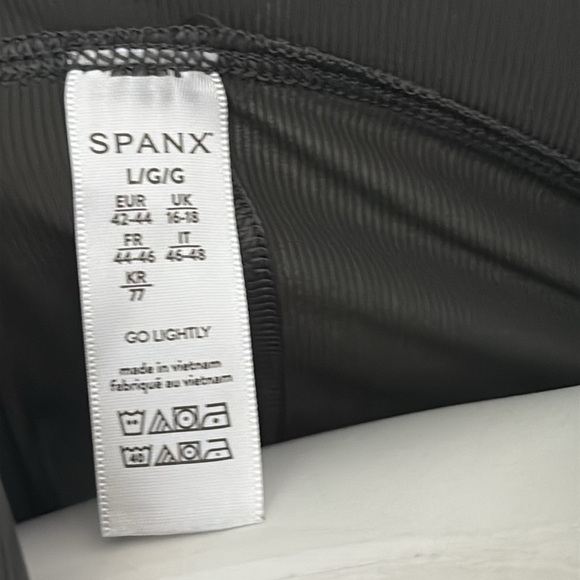 SPANX
L/G/G
EUR UK
42-44 16-18
FR IT
44-46 46-48
KR
77
GO LIGHTLY
made in vietnam
fabriqué au vietnam
40